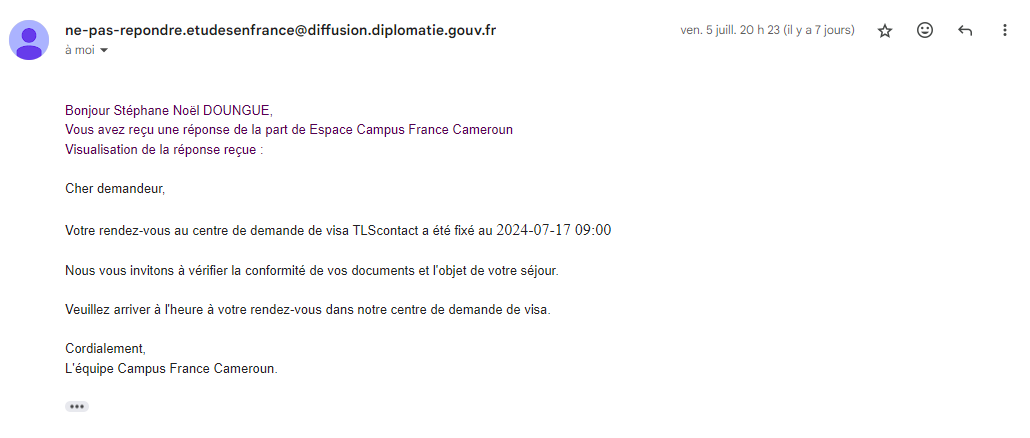 ne-pas-repondre.etudesenfrance@diffusion.diplomatie.gouv.fr
ven. 5 juill. 20 h 23 (il y a 7 jours)
à moi
Bonjour Stéphane Noël DOUNGUE,
Vous avez reçu une réponse de la part de Espace Campus France Cameroun
Visualisation de la réponse reçue :
Cher demandeur,
Votre rendez-vous au centre de demande de visa TLScontact a été fixé au 2024-07-17 09:00
Nous vous invitons à vérifier la conformité de vos documents et l'objet de votre séjour.
Veuillez arriver à l'heure à votre rendez-vous dans notre centre de demande de visa.
Cordialement,
L'équipe Campus France Cameroun.